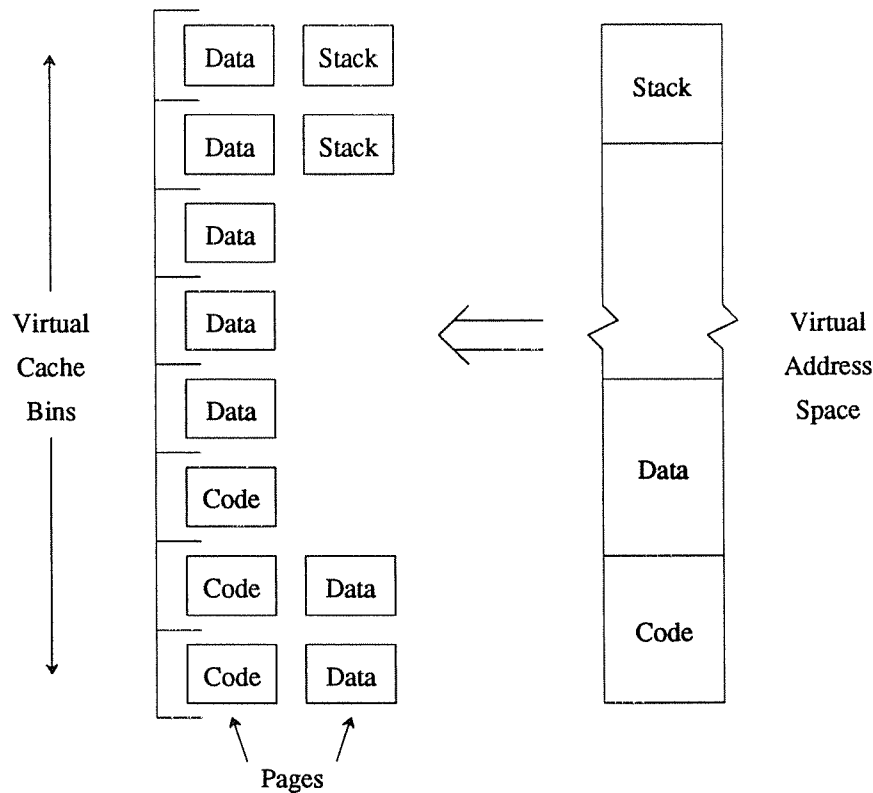 Data Stack
Stack
Data Stack
Data
Data
Virtual
Cache
Bins
Virtual
Address
Space
Data
Data
Code
Code Data
Code
Code Data
Pages